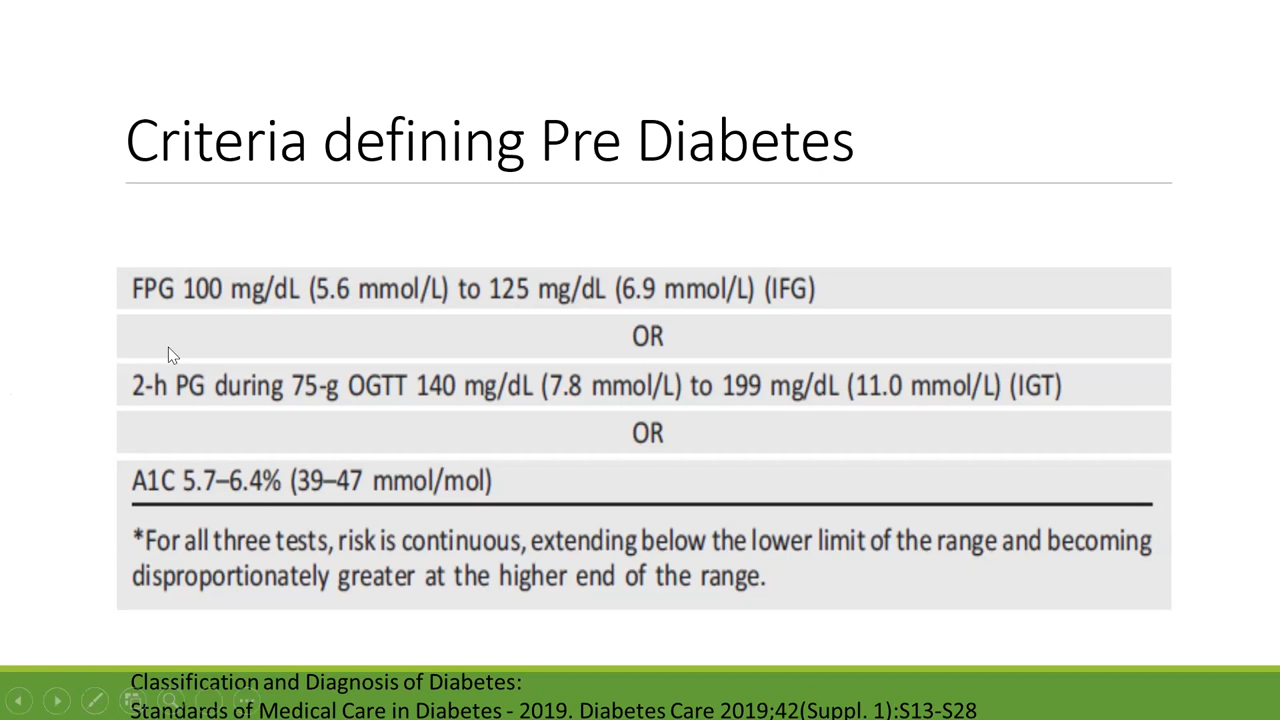 Criteria defining Pre Diabetes
FPG 100 mg/dL (5.6 mmol/L) to 125 mg/dL (6.9 mmol/L) (IFG)
OR
2-h PG during 75-g OGTT 140 mg/dL (7.8 mmol/L) to 199 mg/dL (11.0 mmol/L) (IGT)
OR
A1C 5.7–6.4% (39–47 mmol/mol)
*For all three tests, risk is continuous, extending below the lower limit of the range and becoming
disproportionately greater at the higher end of the range.
Classification and Diagnosis of Diabetes:
Standards of Medical Care in Diabetes - 2019. Diabetes Care 2019;42(Suppl. 1):S13-S28